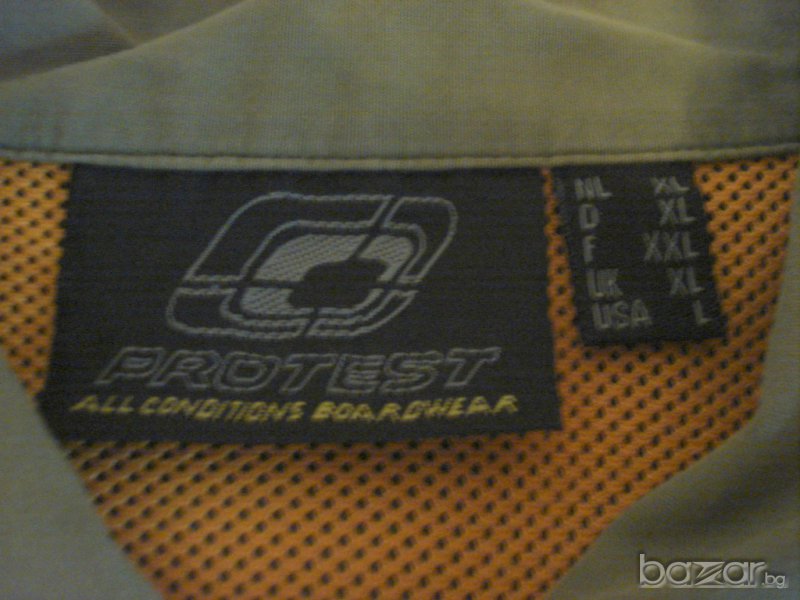 PROTEST
ALL CONDITIONS BOARDWEAR
NL XL
D XL
F XXL
UK XL
USA L
bazar.bg